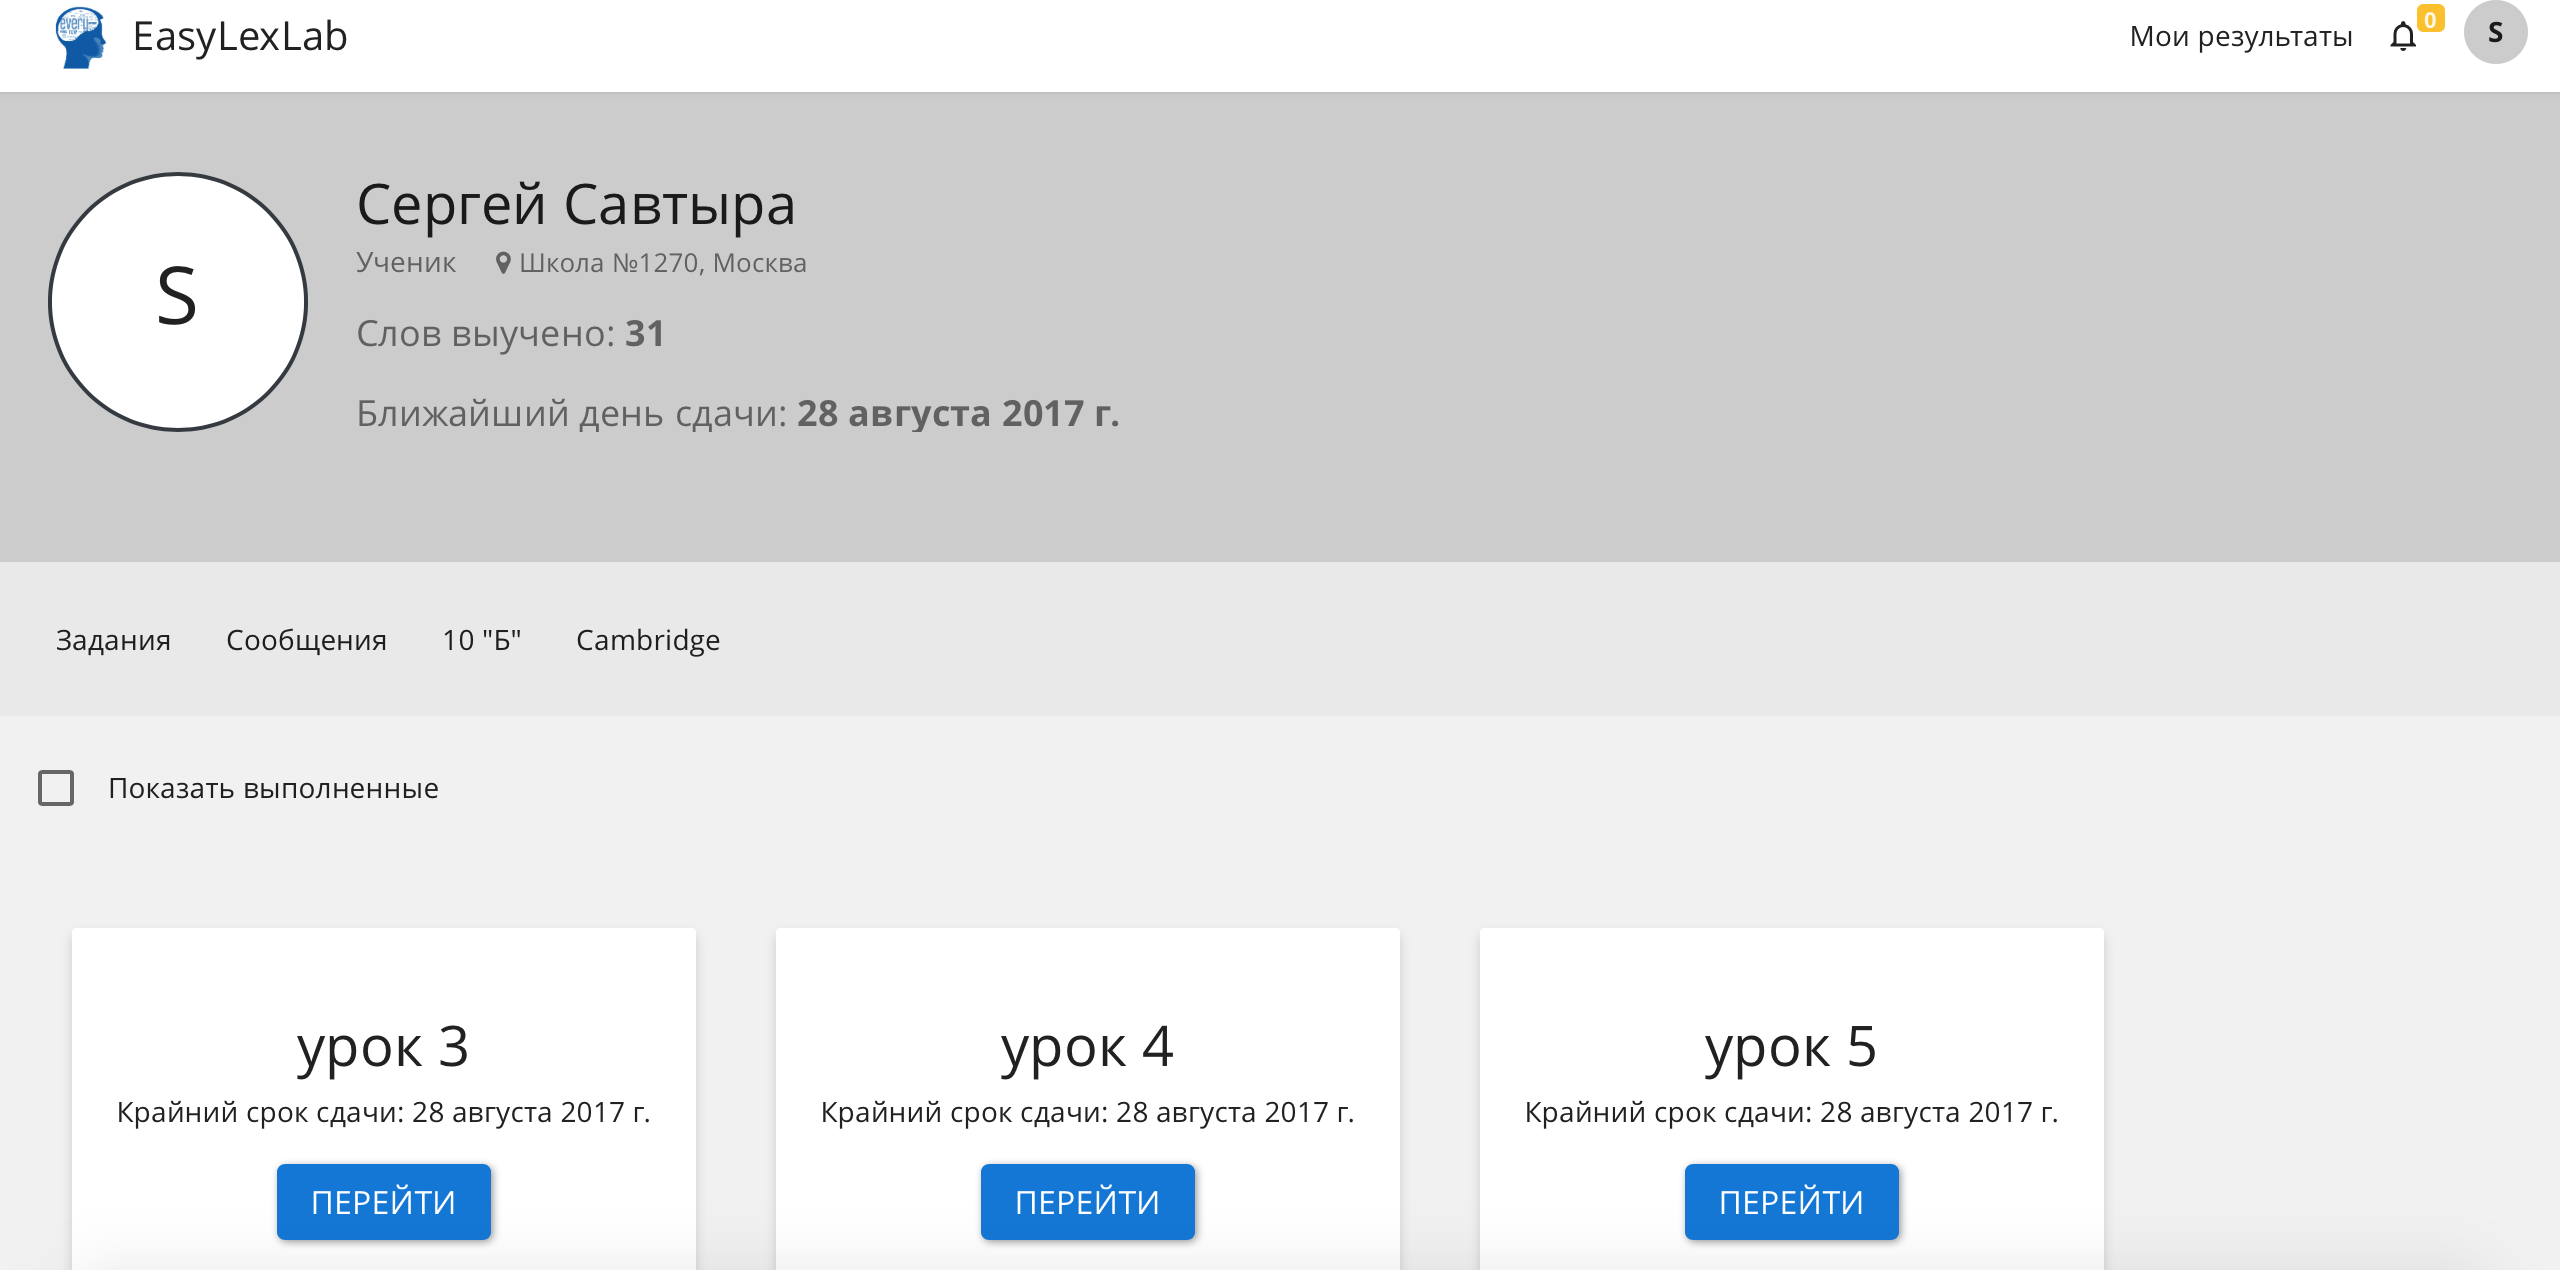 EasyLexLab
Мои результаты
0
S
S
Сергей Савтыра
Ученик Школа №1270, Москва
Слов выучено: 31
Ближайший день сдачи: 28 августа 2017 г.
Задания Сообщения 10 "Б" Cambridge
Показать выполненные
урок 3
Крайний срок сдачи: 28 августа 2017 г.
ПЕРЕЙТИ
урок 4
Крайний срок сдачи: 28 августа 2017 г.
ПЕРЕЙТИ
урок 5
Крайний срок сдачи: 28 августа 2017 г.
ПЕРЕЙТИ